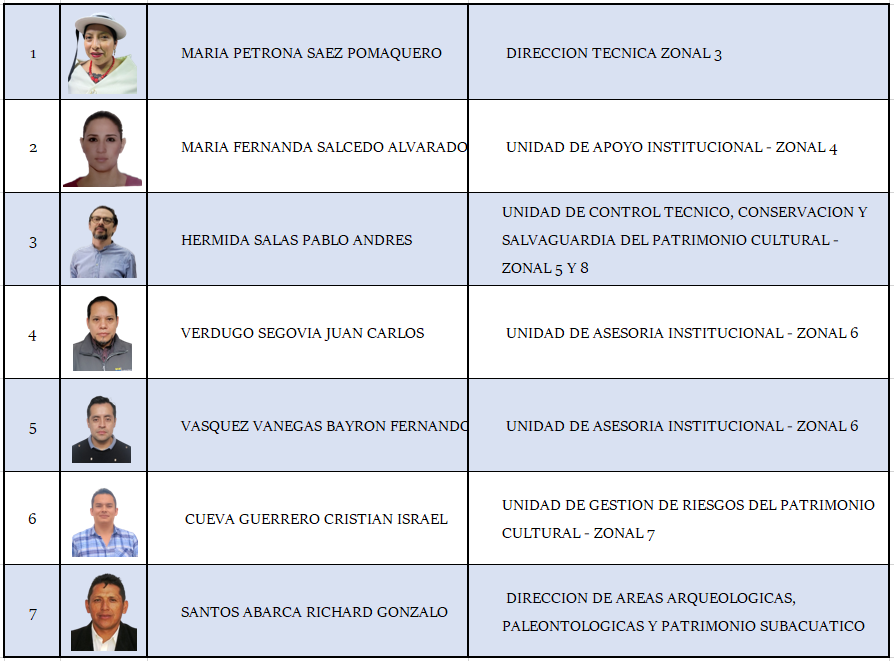 1 MARIA PETRONA SAEZ POMAQUERO DIRECCION TECNICA ZONAL 3
2 MARIA FERNANDA SALCEDO ALVARADO UNIDAD DE APOYO INSTITUCIONAL - ZONAL 4
3 HERMIDA SALAS PABLO ANDRES UNIDAD DE CONTROL TECNICO, CONSERVACION Y
SALVAGUARDIA DEL PATRIMONIO CULTURAL -
ZONAL 5 Y 8
4 VERDUGO SEGOVIA JUAN CARLOS UNIDAD DE ASESORIA INSTITUCIONAL - ZONAL 6
5 VASQUEZ VANEGAS BAYRON FERNANDO UNIDAD DE ASESORIA INSTITUCIONAL - ZONAL 6
6 CUEVA GUERRERO CRISTIAN ISRAEL UNIDAD DE GESTION DE RIESGOS DEL PATRIMONIO
CULTURAL - ZONAL 7
7 SANTOS ABARCA RICHARD GONZALO DIRECCION DE AREAS ARQUEOLOGICAS,
PALEONTOLOGICAS Y PATRIMONIO SUBACUATICO